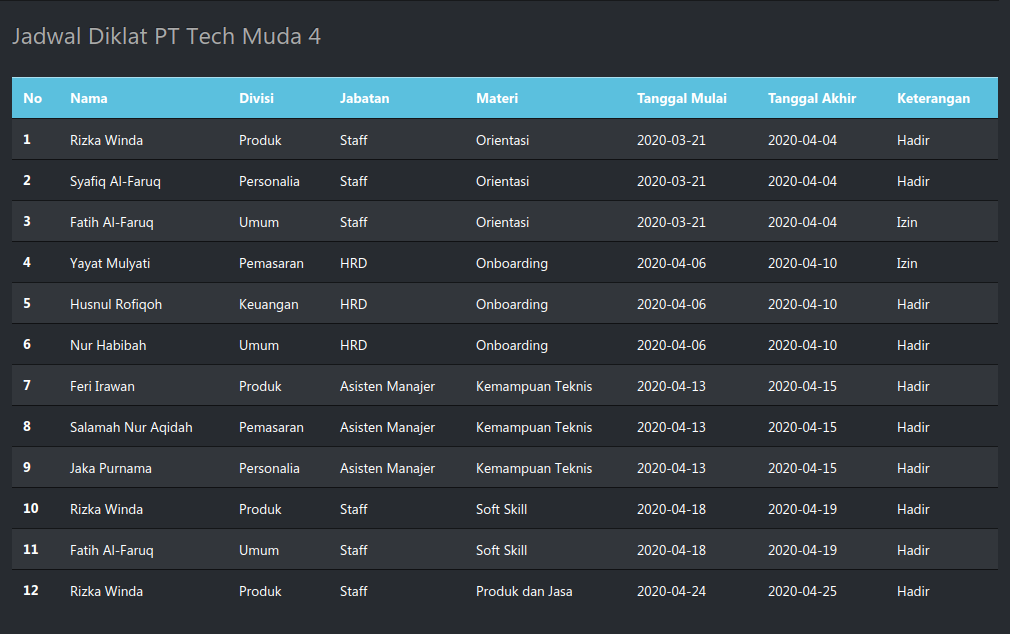 Jadwal Diklat PT Tech Muda 4
No Nama Divisi Jabatan Materi Tanggal Mulai Tanggal Akhir Keterangan
1 Rizka Winda Produk Staff Orientasi 2020-03-21 2020-04-04 Hadir
2 Syafiq Al-Faruq Personalia Staff Orientasi 2020-03-21 2020-04-04 Hadir
3 Fatih Al-Faruq Umum Staff Orientasi 2020-03-21 2020-04-04 Izin
4 Yayat Mulyati Pemasaran HRD Onboarding 2020-04-06 2020-04-10 Izin
5 Husnul Rofiqoh Keuangan HRD Onboarding 2020-04-06 2020-04-10 Hadir
6 Nur Habibah Umum HRD Onboarding 2020-04-06 2020-04-10 Hadir
7 Feri Irawan Produk Asisten Manajer Kemampuan Teknis 2020-04-13 2020-04-15 Hadir
8 Salamah Nur Aqidah Pemasaran Asisten Manajer Kemampuan Teknis 2020-04-13 2020-04-15 Hadir
9 Jaka Purnama Personalia Asisten Manajer Kemampuan Teknis 2020-04-13 2020-04-15 Hadir
10 Rizka Winda Produk Staff Soft Skill 2020-04-18 2020-04-19 Hadir
11 Fatih Al-Faruq Umum Staff Soft Skill 2020-04-18 2020-04-19 Hadir
12 Rizka Winda Produk Staff Produk dan Jasa 2020-04-24 2020-04-25 Hadir